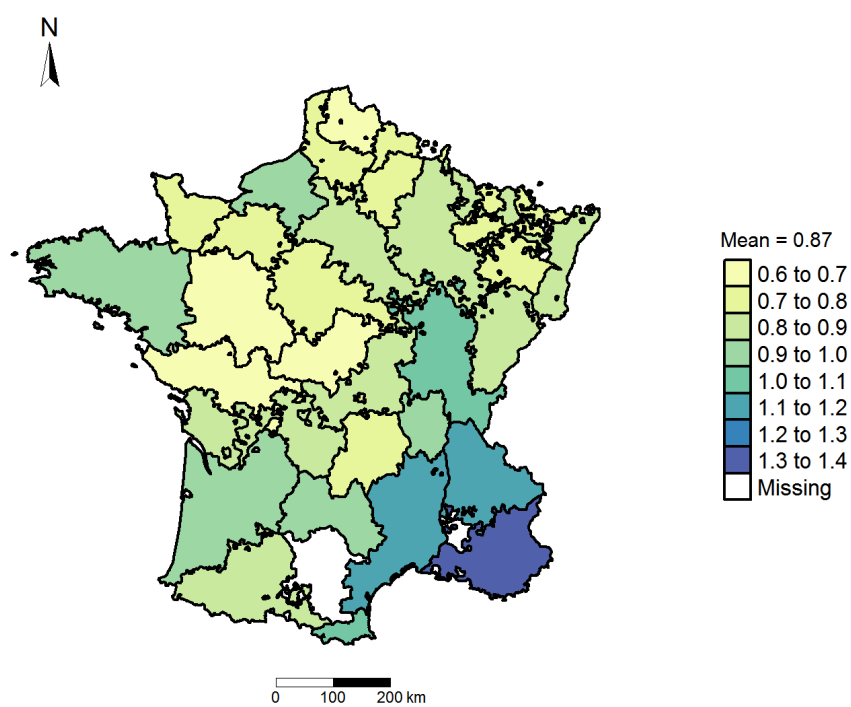 N
Mean = 0.87
0.6 to 0.7
0.7 to 0.8
0.8 to 0.9
0.9 to 1.0
1.0 to 1.1
1.1 to 1.2
1.2 to 1.3
1.3 to 1.4
Missing
0 100 200 km